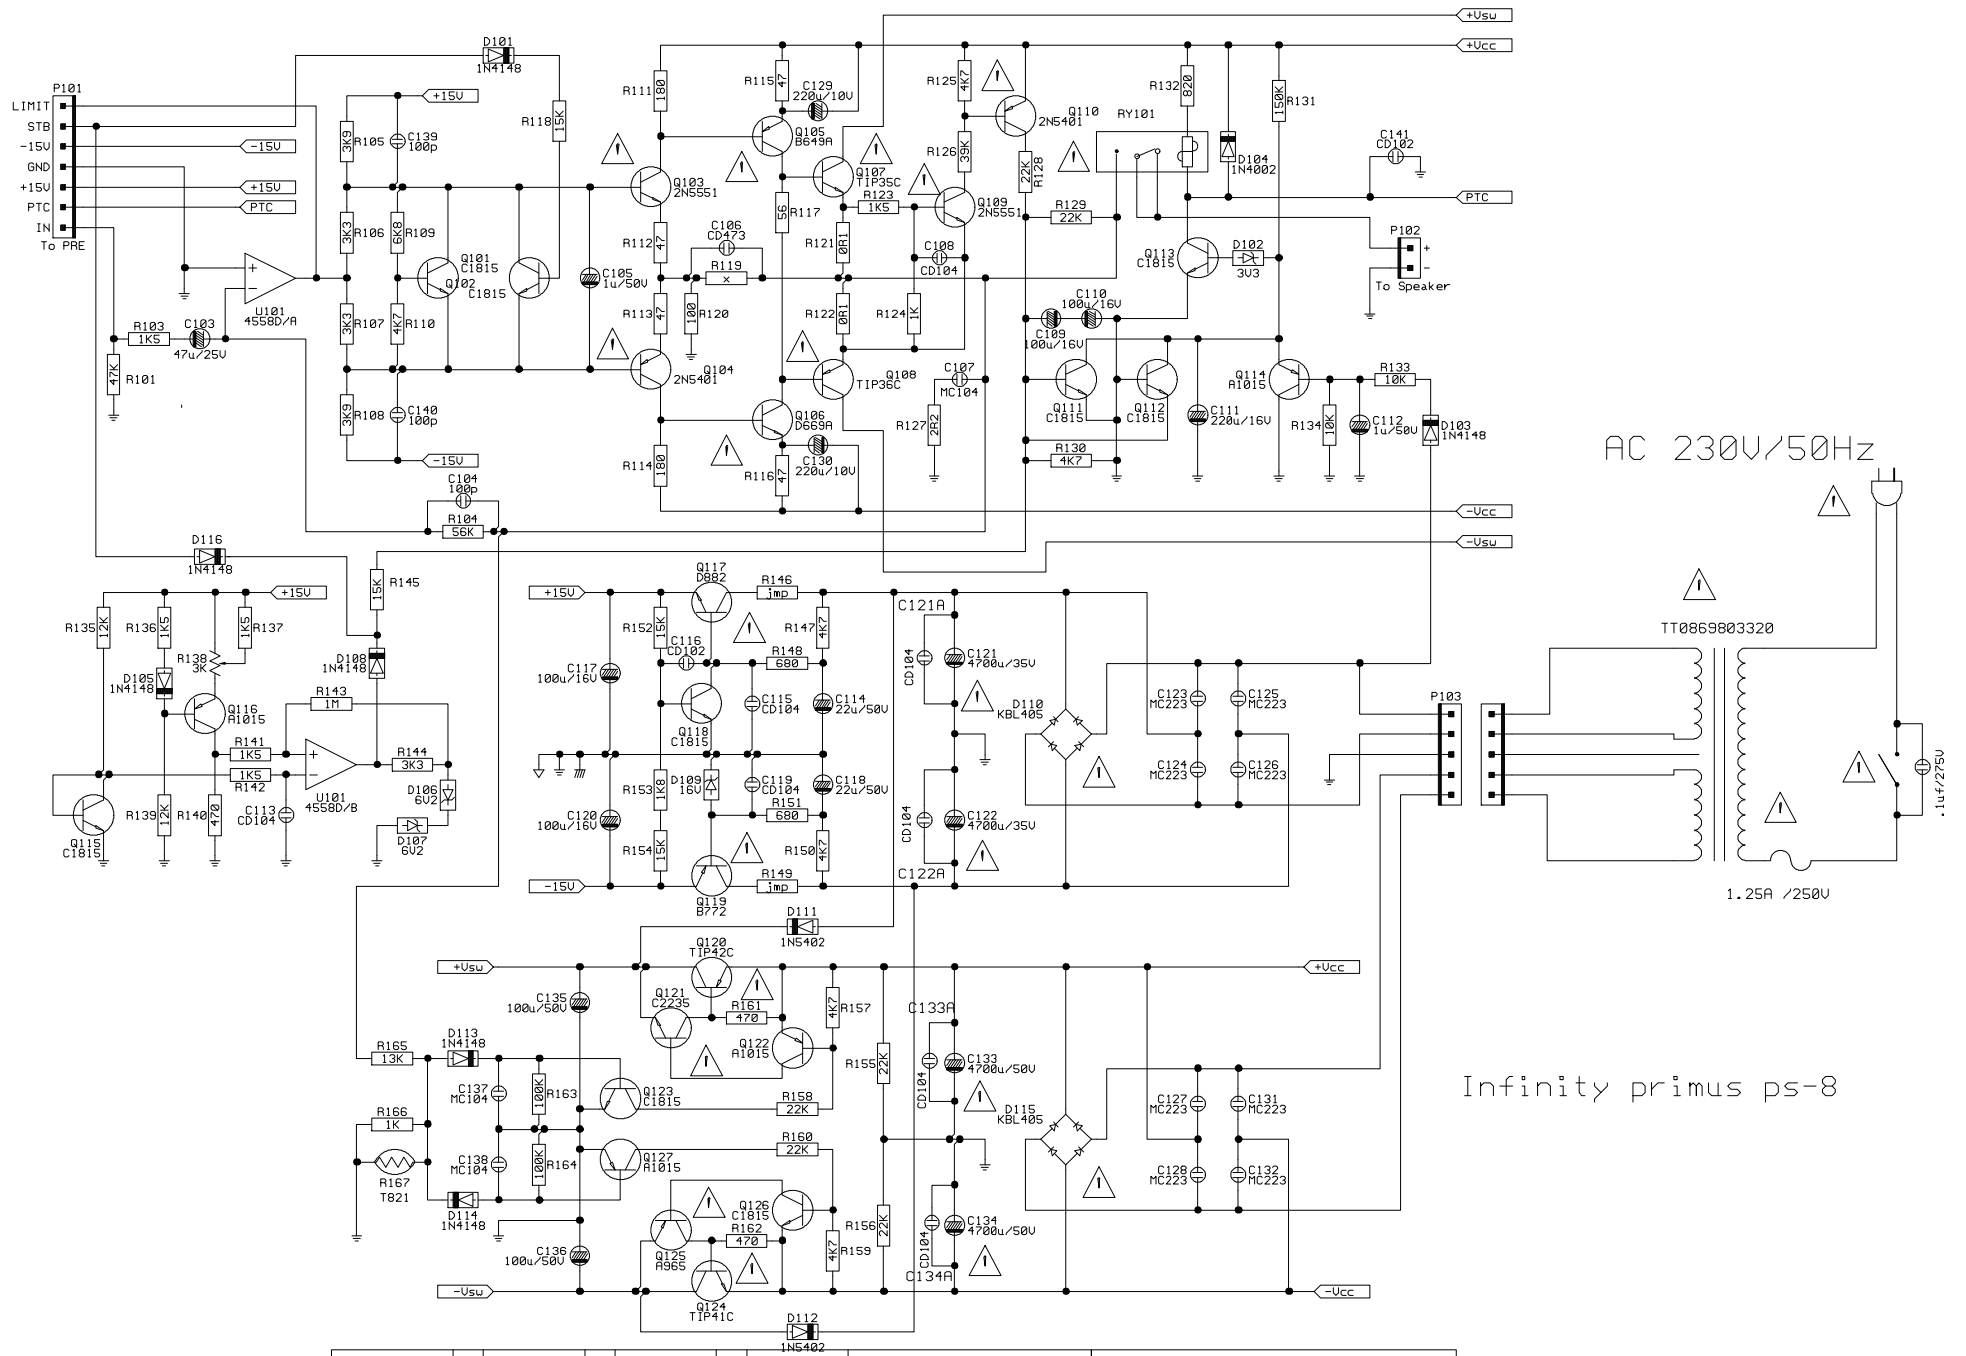 +Vsw
D101
+Vcc
1N4148
P101
LIMIT
STB
-15V
GND
+15V
PTC
IN
To PRE
-15V
+15V
PTC
+15V
3K9 R105
C139
100p
R118 15K
R111 180
R115 47
C129
220u/10V
Q105
B649A
R125 4K7
Q110
2N5401
RY101
R132 820
R131 150K
D104
1N4002
C141
CD102
PTC
Q103
2N5551
Q107
TIP35C
R126 39K
R128 22K
R123
1K5
Q109
2N5551
R129
22K
R117 56
3K3 R106
6K8 R109
R112 47
C106
CD473
R119
x
R121 0R1
C108
CD104
Q113
C1815
D102
3V3
P102
+
-
To Speaker
Q101
C1815
Q102
C1815
C105
1u/50V
U101
4558D/A
R103
1K5
C103
47u/25V
47K R101
3K3 R107
4K7 R110
R113 47
100 R120
R122 0R1
R124 1K
C110
100u/16V
C109
100u/16V
Q104
2N5401
Q108
TIP36C
C107
MC104
R127 2R2
Q111
C1815
Q112
C1815
C111
220u/16V
Q114
A1015
R133
10K
R134 10K
C112
1u/50V
D103
1N4148
3K9 R108
C140
100p
-15V
R114 180
Q106
D669A
R116 47
C130
220u/10V
R130
4K7
AC 230V/50Hz
C104
100p
R104
56K
-Vcc
-Vsw
D116
1N4148
+15V
15K R145
R135 12K
R136 1K5
1K5 R137
R138
3K
D105
1N4148
D108
1N4148
Q116
A1015
R143
1M
R141
1K5
1K5
R142
R144
3K3
U101
4558D/B
D106
6V2
D107
6V2
C113
CD104
Q115
C1815
R139 12K
R140 470
+15V
Q117
D882
R146
jmp
R152 15K
C116
CD102
R147 4K7
R148
680
C117
100u/16V
Q118
C1815
C115
CD104
C114
22u/50V
C121A
CD104
C121
4700u/35V
D110
KBL405
C123
MC223
C125
MC223
P103
TT0869803320
.1uf/275V
R153 1K8
D109
16V
C119
CD104
C118
22u/50V
R151
680
C120
100u/16V
R154 15K
R150 4K7
CD104
C122
4700u/35V
C124
MC223
C126
MC223
-15V
Q119
B772
R149
jmp
C122A
1.25A /250V
D111
1N5402
+Vsw
Q120
TIP42C
+Vcc
C135
100u/50V
Q121
C2235
R161
470
4K7 R157
Q122
A1015
R155 22K
C133A
CD104
C133
4700u/50V
R165
13K
D113
1N4148
C137
MC104
100K R163
Q123
C1815
R158
22K
D115
KBL405
C127
MC223
C131
MC223
Infinity primus ps-8
R166
1K
R167
T821
C138
MC104
100K R164
D114
1N4148
Q127
A1015
R160
22K
C128
MC223
C132
MC223
Q126
C1815
R162
470
Q125
A965
4K7 R159
R156 22K
CD104
C134
4700u/50V
C134A
C136
100u/50V
-Vsw
Q124
TIP41C
-Vcc
D112
1N5402